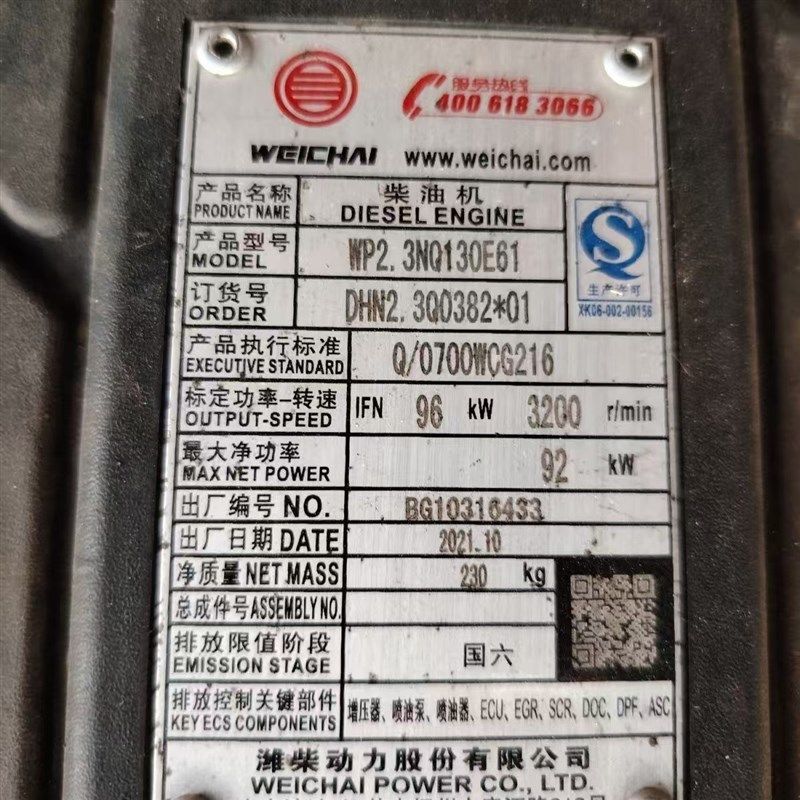 服务热线
400 618 3066
WEICHAI www.weichai.com
产品名称 柴油机
PRODUCT NAME DIESEL ENGINE
产品型号 WP2.3NQ130E61
MODEL
订货号 DHN2.3Q0382*01
ORDER
生产许可
XK06-002-00156
产品执行标准 Q/0700WCG216
EXECUTIVE STANDARD
标定功率-转速 IFN 96 kW 3200 r/min
OUTPUT-SPEED
最大净功率 92 kW
MAX NET POWER
出厂编号 NO. BG10316433
出厂日期 DATE 2021.10
净质量 NET MASS 230 kg
总成件号 ASSEMBLY NO.
排放限值阶段 国六
EMISSION STAGE
排放控制关键部件 增压器、喷油泵、喷油器、ECU、EGR、SCR、DOC、DPF、ASC
KEY ECS COMPONENTS
潍柴动力股份有限公司
WEICHAI POWER CO., LTD.